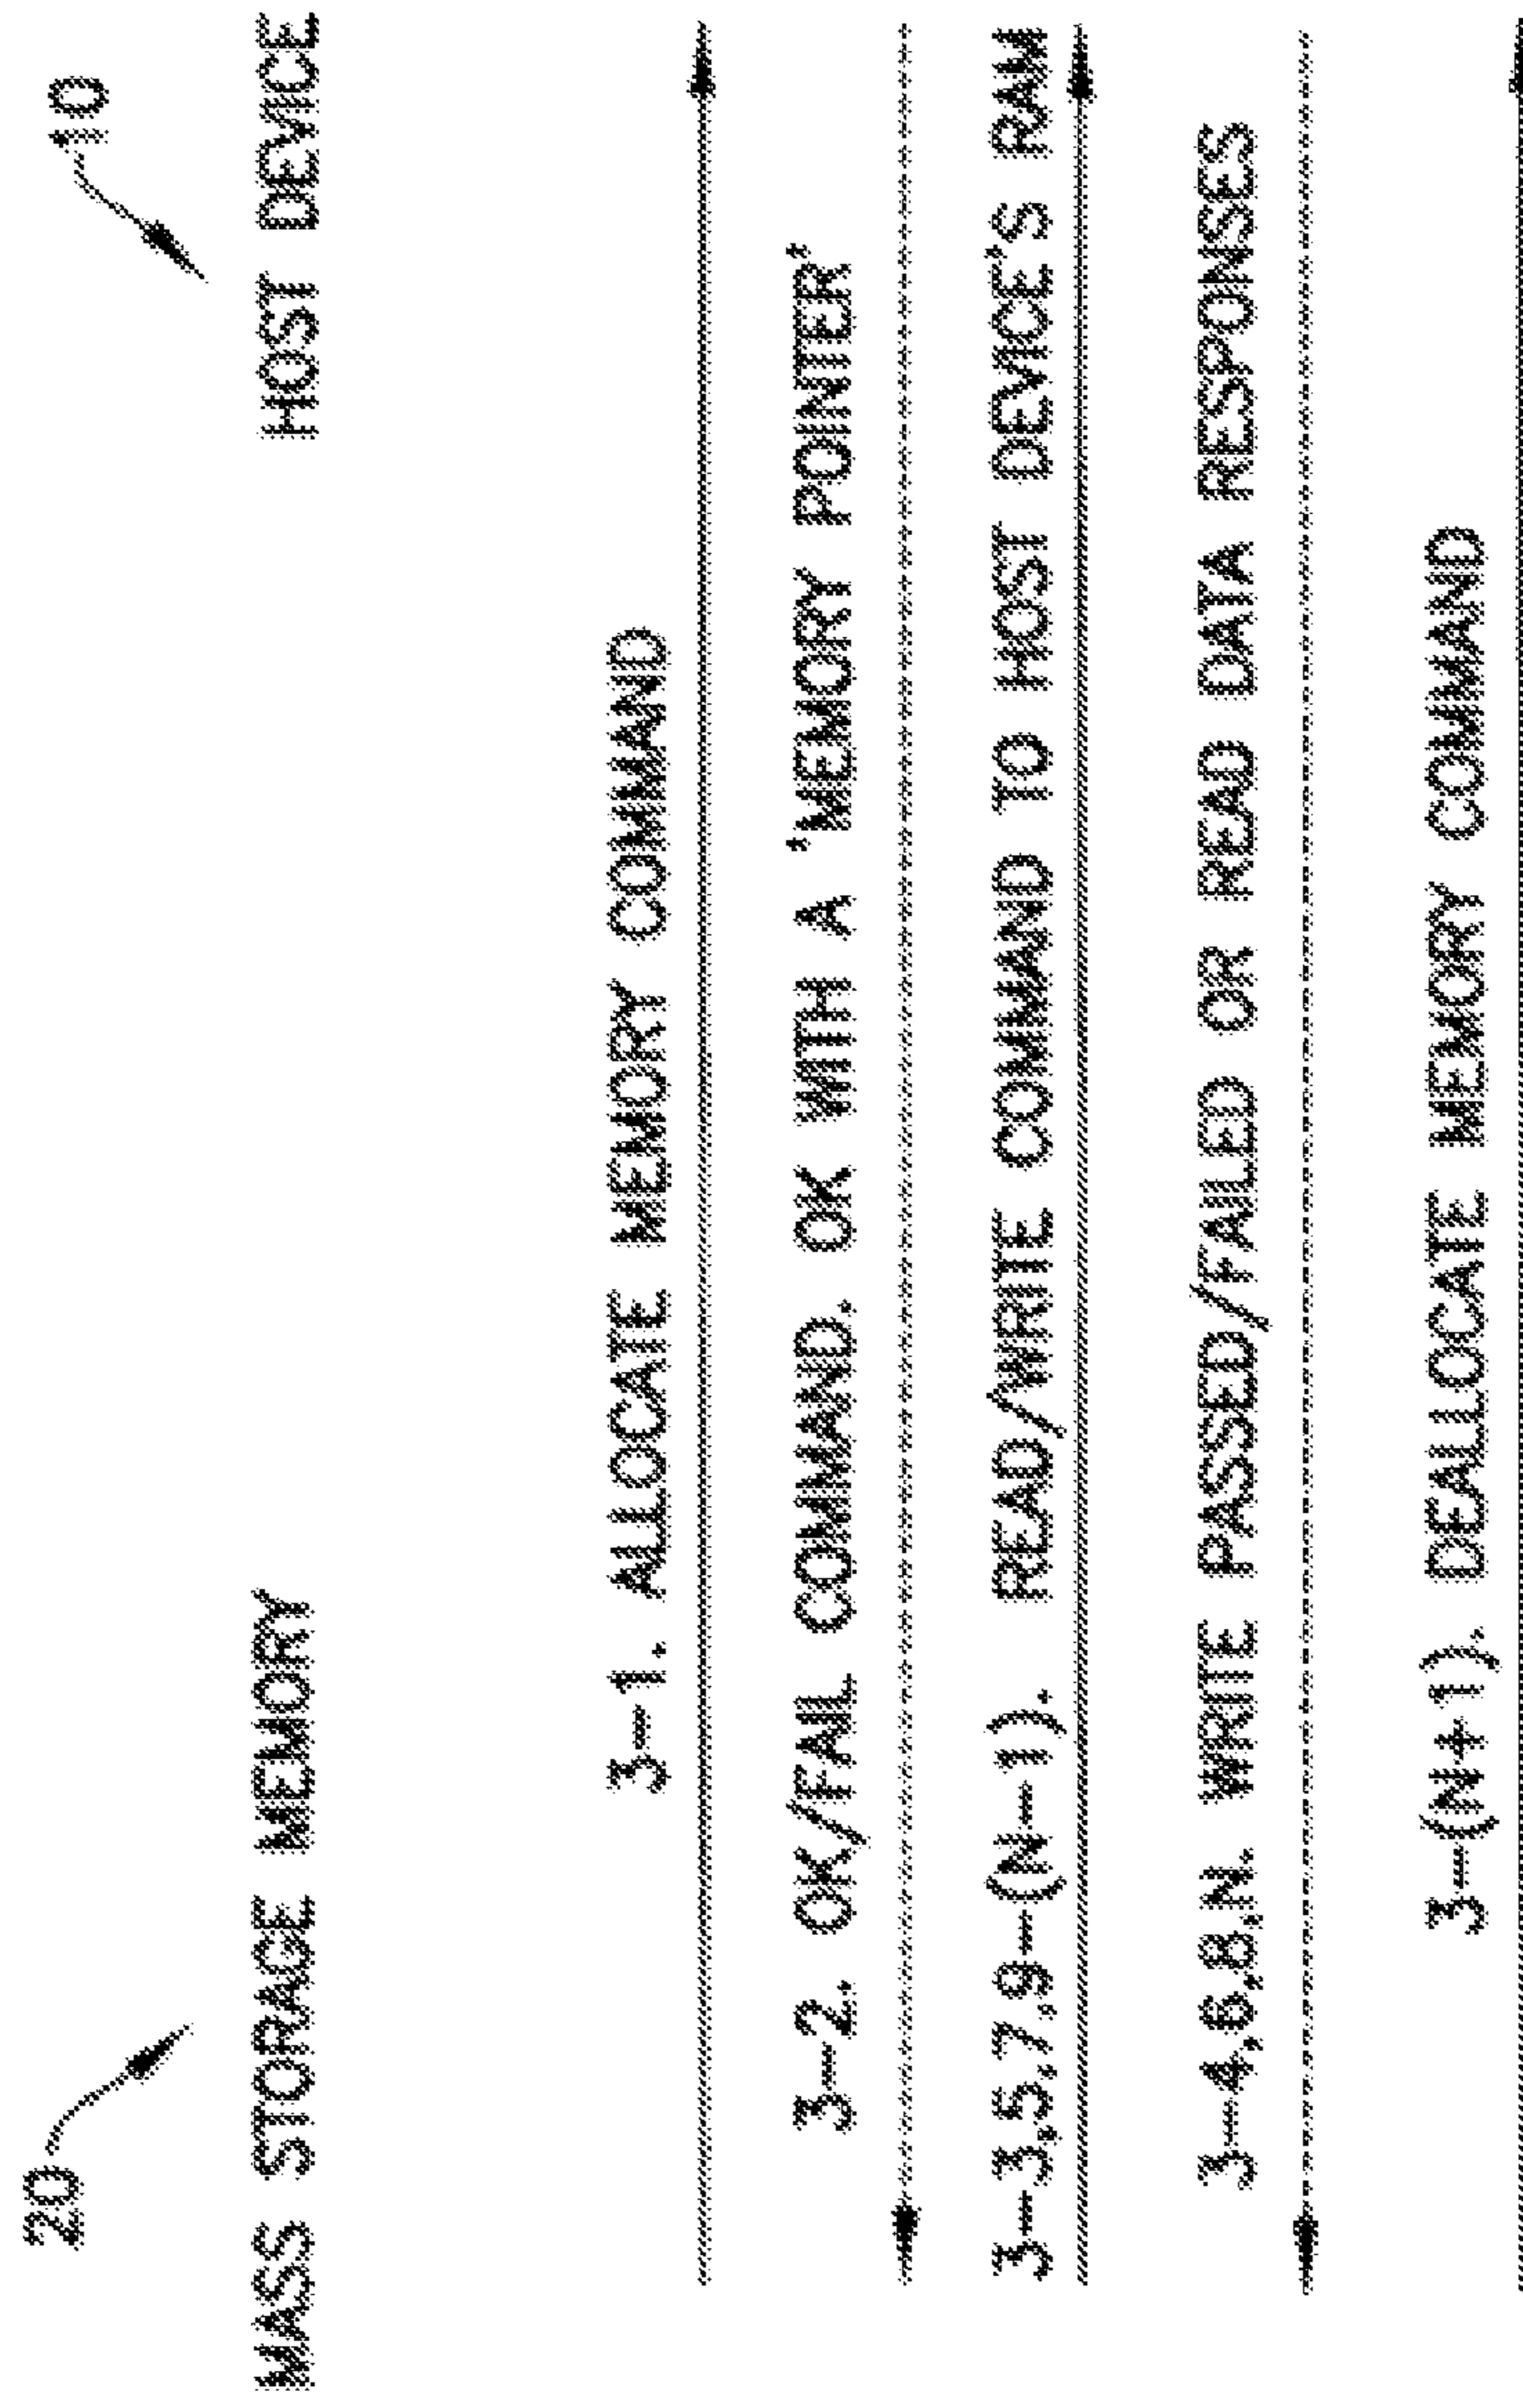 20
10
MASS STORAGE MEMORY
HOST DEVICE
3-1. ALLOCATE MEMORY COMMAND
3-2. OK/FAIL COMMAND. OK WITH A 'MEMORY POINTER'
3-3,5,7,9-(N-1). READ/WRITE COMMAND TO HOST DEVICE'S RAM
3-4,6,8,N. WRITE PASSED/FAILED OR READ DATA RESPONSES
3-(N+1). DEALLOCATE MEMORY COMMAND